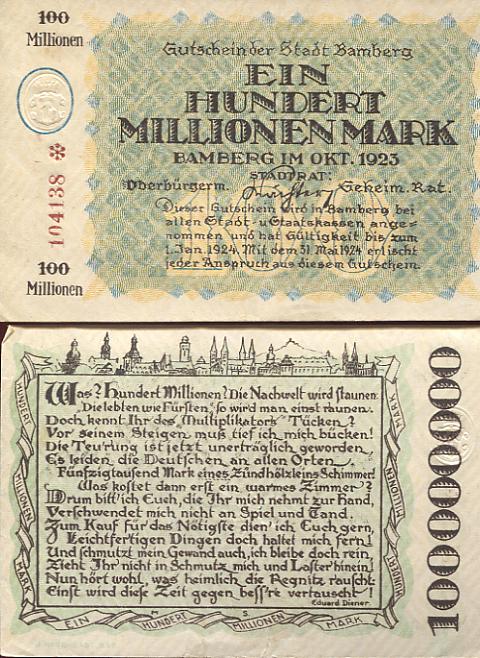 100
Millionen
Gutschein der Stadt Bamberg
EIN
HUNDERT
MILLIONEN MARK
BAMBERG IM OKT. 1923
STADTRAT:
Oberbürgerm. Geheim. Rat.
Dieser Gutschein wird in Bamberg bei
allen Stadt- u Staatskassen ange=
nommen und hat Gültigkeit bis zum
1. Jan 1924. Mit dem 31. Mai 1924 erlischt
jeder Anspruch aus diesem Gutschein.
104138 *
100
Millionen
Was? Hundert Millionen? Die Nachwelt wird staunen.
„Die lebten wie Fürsten“, so wird man einst raunen.
Doch kennt Ihr des „Multiplikators“ Tücken?
Vor seinem Steigen muß tief ich mich bücken!
Die Teu'rung ist jetzt unerträglich geworden,
Es leiden die Deutschen an allen Orten.
Fünfzigtausend Mark eines Zündhölzleins Schimmer!
Was kostet dann erst ein warmes Zimmer?
Drum bitt' ich Euch, die Ihr mich nehmt zur Hand,
Verschwendet mich nicht an Spiel und Tand.
Zum Kauf für das Nötigste dien' ich Euch gern,
Leichtfertigen Dingen doch haltet mich fern!
Und schmutzt mein Gewand auch, ich bleibe doch rein,
Zieht Ihr nicht in Schmutz mich und Laster hinein!
Nun hört wohl, was heimlich die Regnitz rauscht:
Einst wird diese Zeit gegen bess're vertauscht!
Eduard Diener.
HUNDERT
MILLIONEN
MARK
EIN HUNDERT MILLIONEN MARK
MARK
MILLIONEN
HUNDERT
100000000